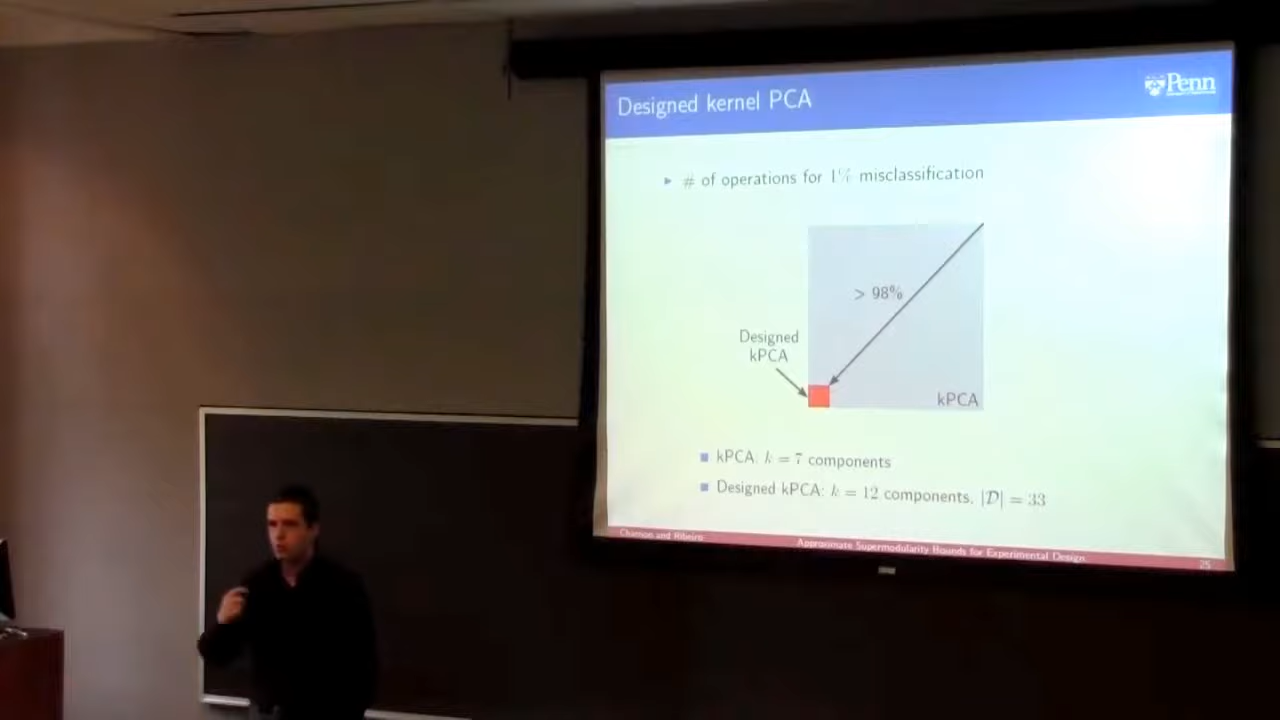 Designed kernel PCA
Penn
▸ # of operations for 1% misclassification
> 98%
Designed
kPCA
kPCA
■ kPCA: k = 7 components
■ Designed kPCA: k = 12 components, |𝒟| = 33
Chamon and Ribeiro
Approximate Supermodularity Bounds for Experimental Design
25